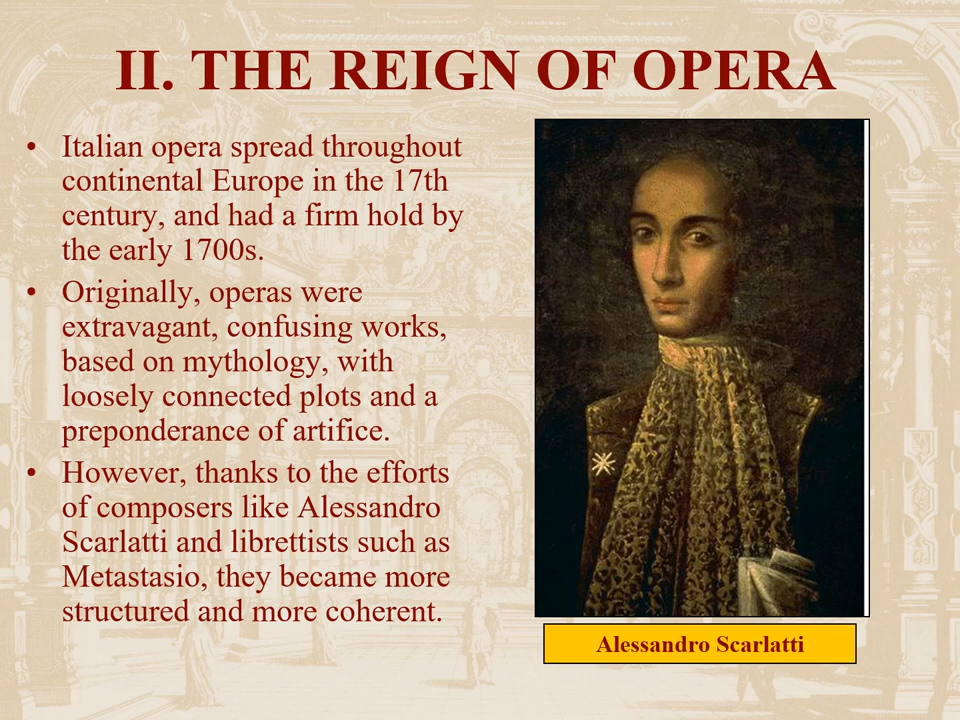 II. THE REIGN OF OPERA
• Italian opera spread throughout
continental Europe in the 17th
century, and had a firm hold by
the early 1700s.
• Originally, operas were
extravagant, confusing works,
based on mythology, with
loosely connected plots and a
preponderance of artifice.
• However, thanks to the efforts
of composers like Alessandro
Scarlatti and librettists such as
Metastasio, they became more
structured and more coherent.
Alessandro Scarlatti